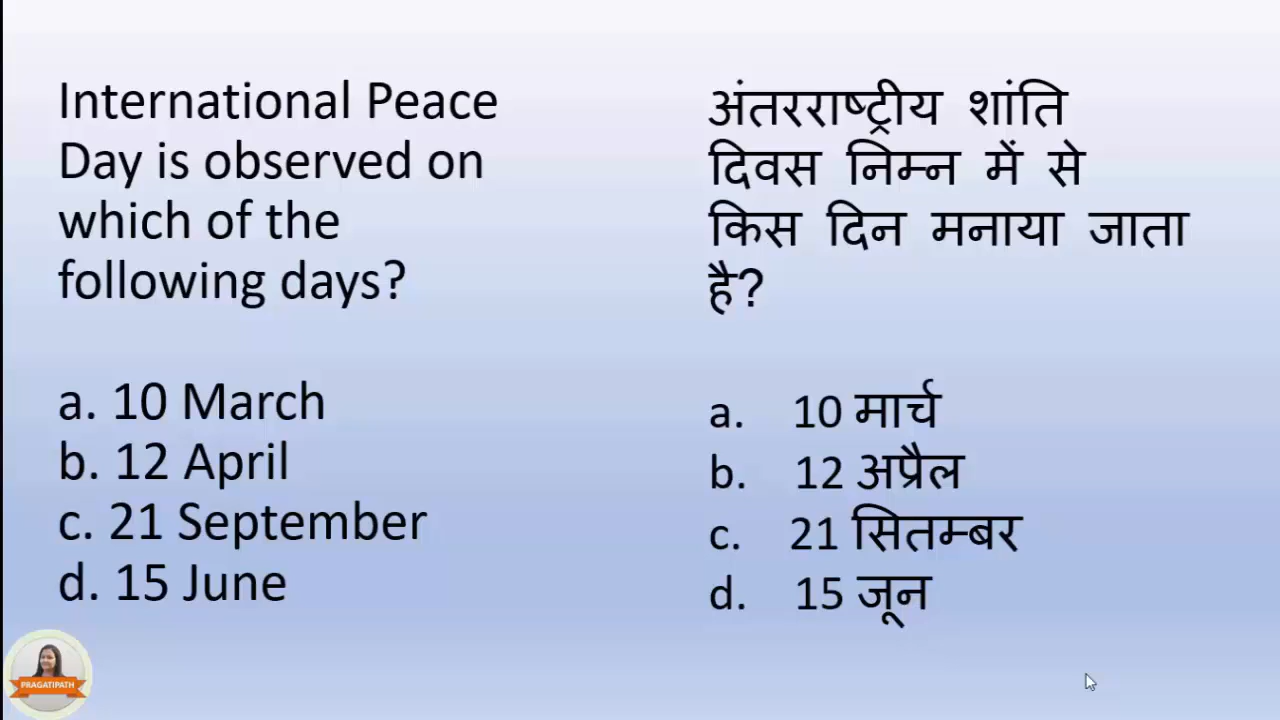 International Peace
Day is observed on
which of the
following days?
a. 10 March
b. 12 April
c. 21 September
d. 15 June
अंतरराष्ट्रीय शांति
दिवस निम्न में से
किस दिन मनाया जाता
है?
a. 10 मार्च
b. 12 अप्रैल
c. 21 सितम्बर
d. 15 जून
PRAGATIPATH